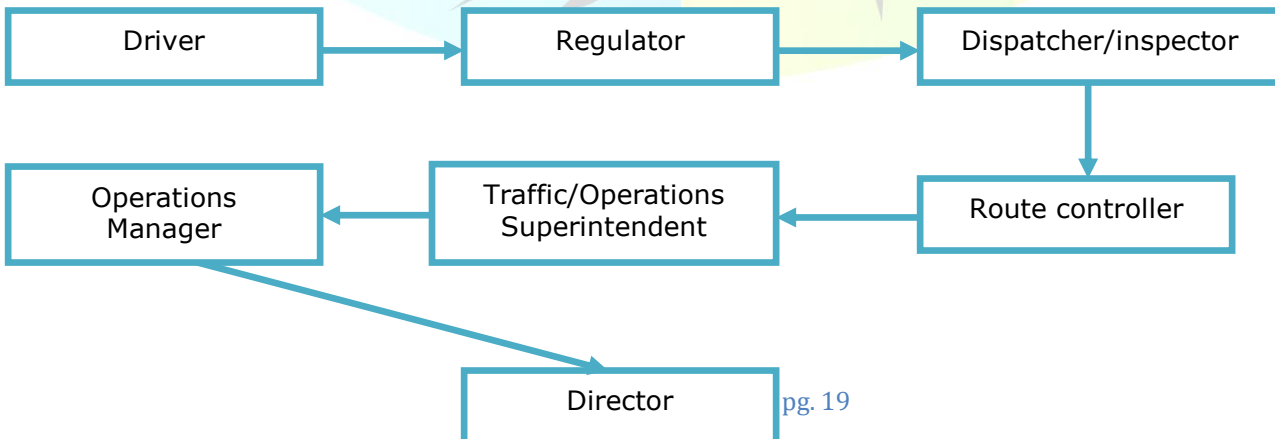 Driver
Regulator
Dispatcher/inspector
Route controller
Traffic/Operations
Superintendent
Operations
Manager
Director
pg. 19